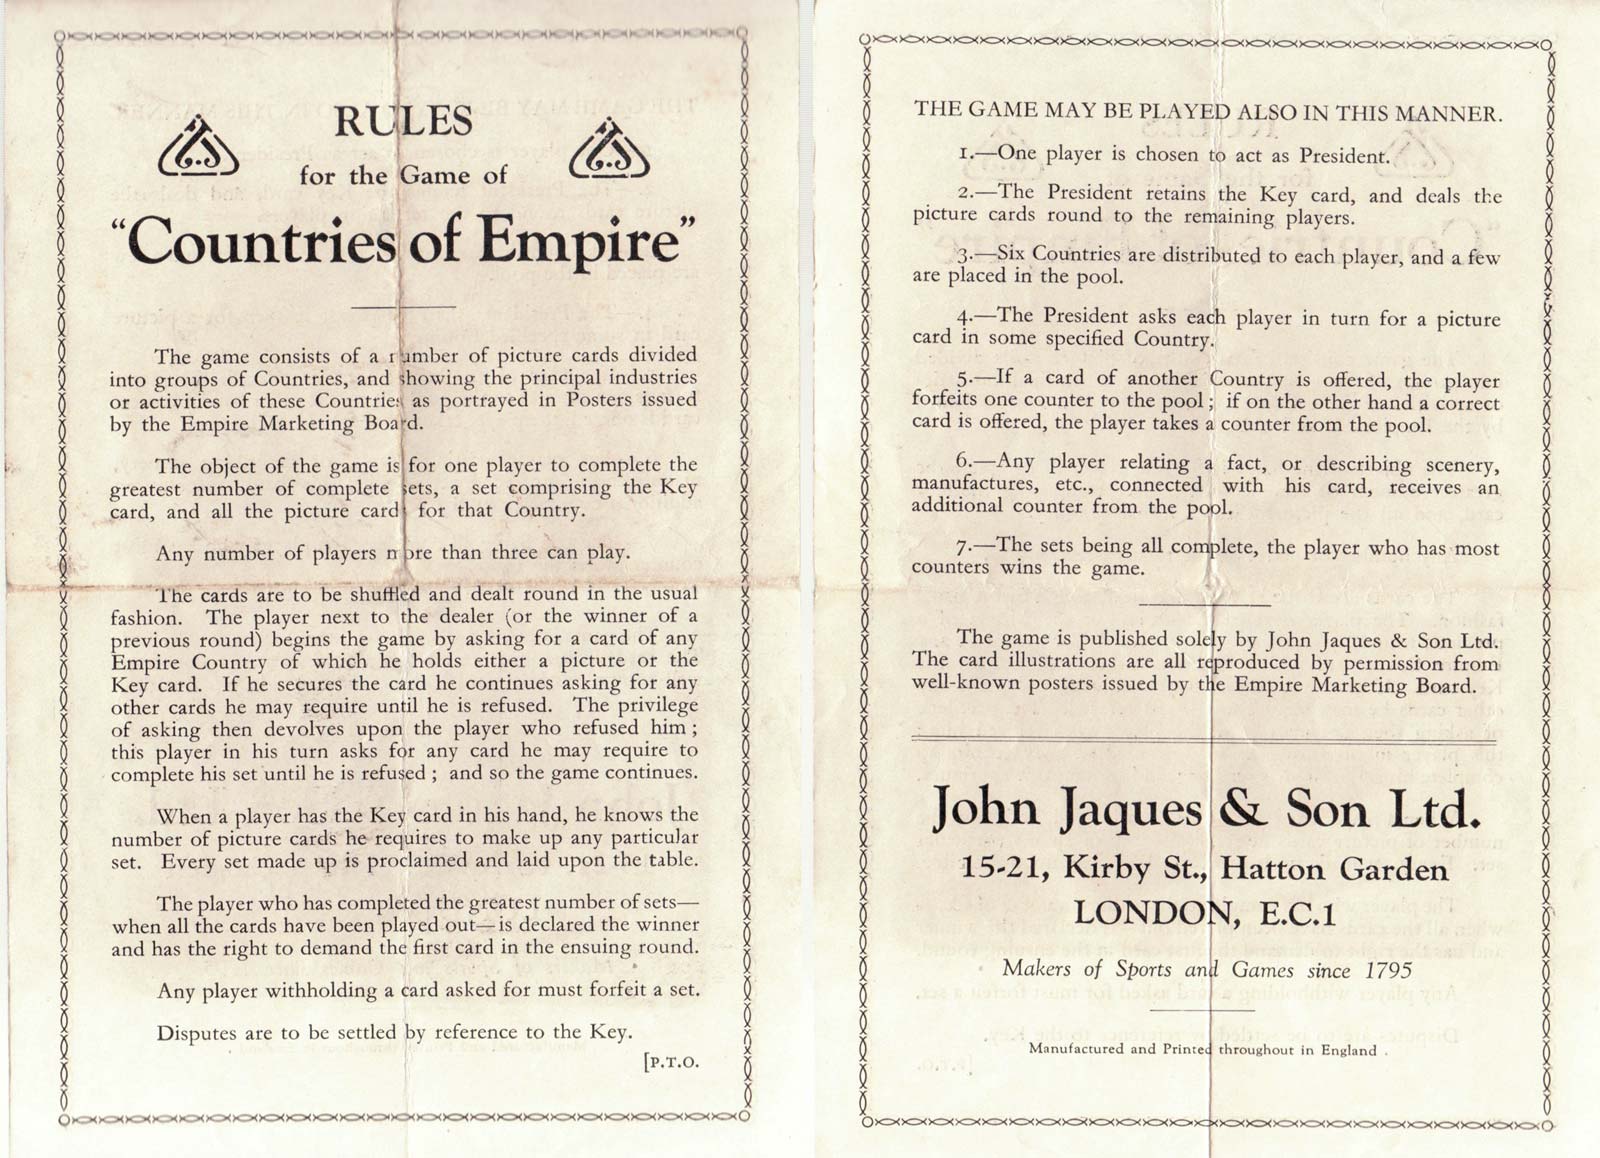 RULES
for the Game of
“Countries of Empire”
The game consists of a number of picture cards divided
into groups of Countries, and showing the principal industries
or activities of these Countries as portrayed in Posters issued
by the Empire Marketing Board.
The object of the game is for one player to complete the
greatest number of complete sets, a set comprising the Key
card, and all the picture cards for that Country.
Any number of players more than three can play.
The cards are to be shuffled and dealt round in the usual
fashion. The player next to the dealer (or the winner of a
previous round) begins the game by asking for a card of any
Empire Country of which he holds either a picture or the
Key card. If he secures the card he continues asking for any
other cards he may require until he is refused. The privilege
of asking then devolves upon the player who refused him ;
this player in his turn asks for any card he may require to
complete his set until he is refused ; and so the game continues.
When a player has the Key card in his hand, he knows the
number of picture cards he requires to make up any particular
set. Every set made up is proclaimed and laid upon the table.
The player who has completed the greatest number of sets—
when all the cards have been played out—is declared the winner
and has the right to demand the first card in the ensuing round.
Any player withholding a card asked for must forfeit a set.
Disputes are to be settled by reference to the Key.
[P.T.O.
THE GAME MAY BE PLAYED ALSO IN THIS MANNER.
1.—One player is chosen to act as President.
2.—The President retains the Key card, and deals the
picture cards round to the remaining players.
3.—Six Countries are distributed to each player, and a few
are placed in the pool.
4.—The President asks each player in turn for a picture
card in some specified Country.
5.—If a card of another Country is offered, the player
forfeits one counter to the pool ; if on the other hand a correct
card is offered, the player takes a counter from the pool.
6.—Any player relating a fact, or describing scenery,
manufactures, etc., connected with his card, receives an
additional counter from the pool.
7.—The sets being all complete, the player who has most
counters wins the game.
The game is published solely by John Jaques & Son Ltd.
The card illustrations are all reproduced by permission from
well-known posters issued by the Empire Marketing Board.
John Jaques & Son Ltd.
15-21, Kirby St., Hatton Garden
LONDON, E.C.1
Makers of Sports and Games since 1795
Manufactured and Printed throughout in England .